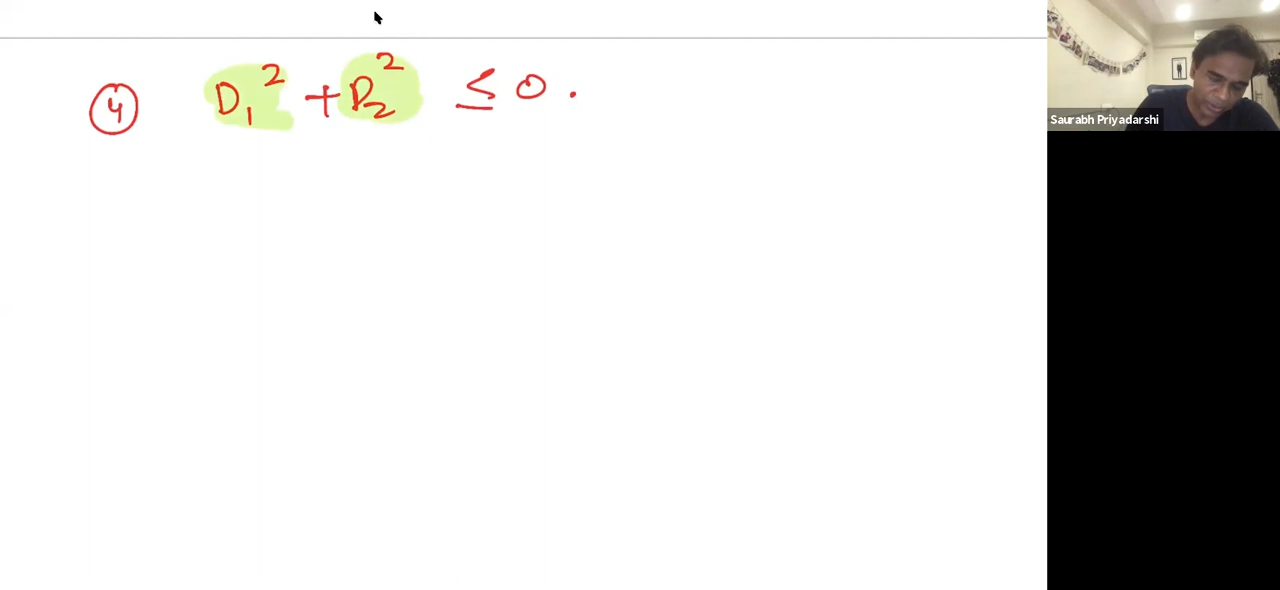 ④ D₁² + D₂² ≤ 0.
Saurabh Priyadarshi